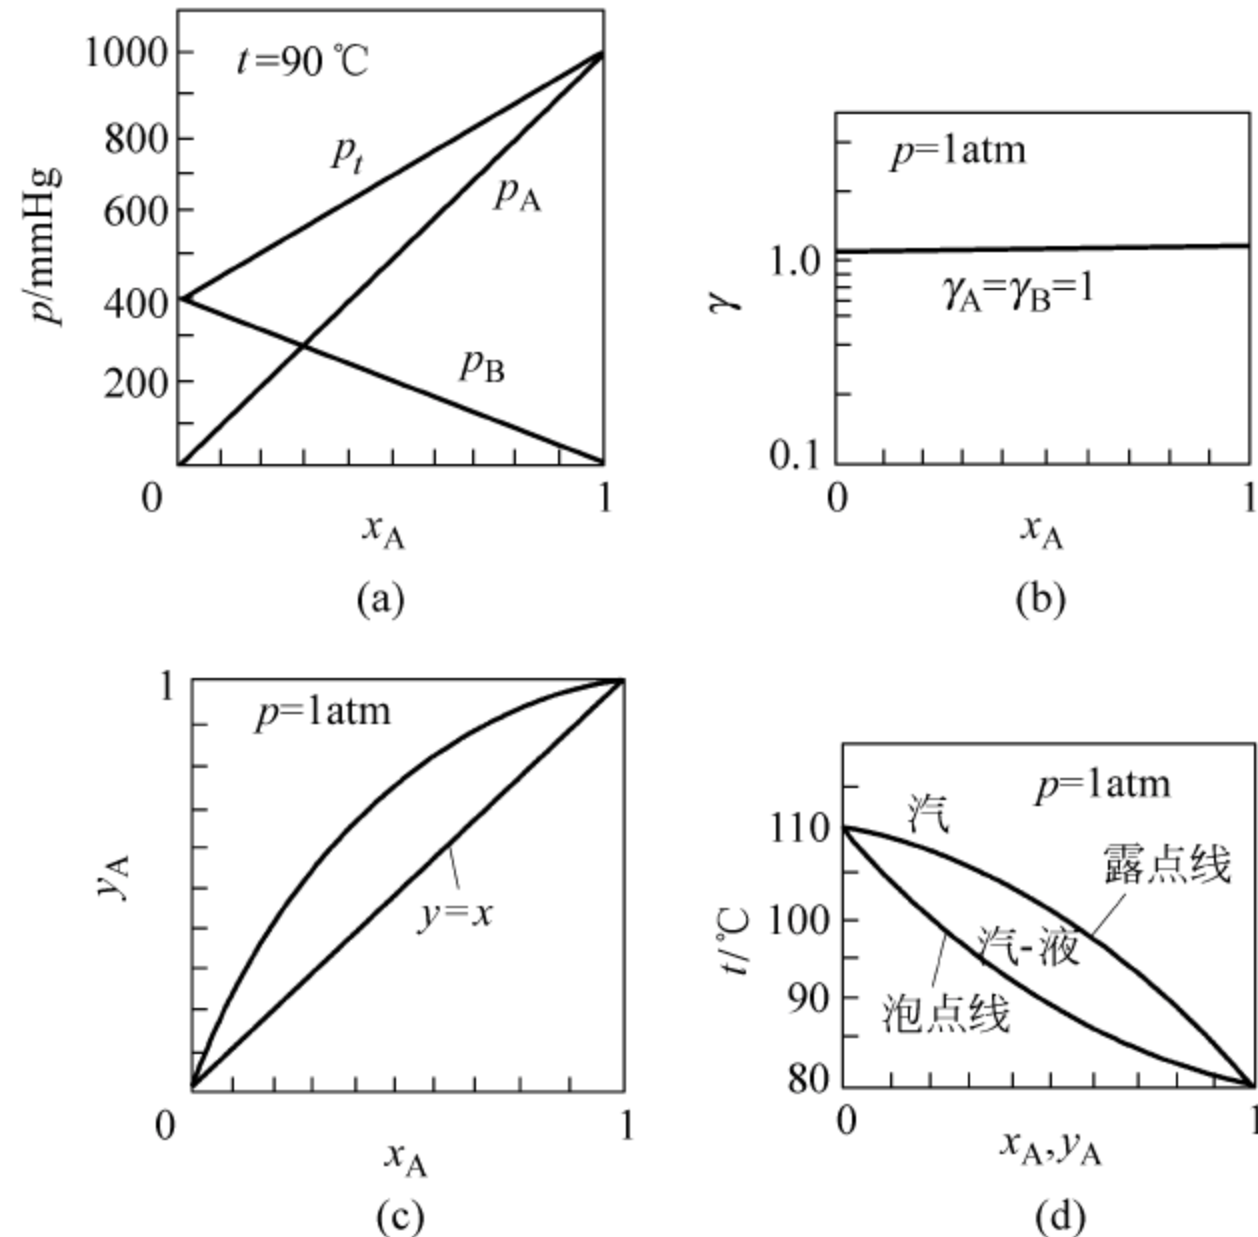 t=90 ℃
1000
800
600
400
200
0
1
p/mmHg
p_t
p_A
p_B
x_A
(a)
p=1atm
1.0
0.1
γ
γ_A=γ_B=1
0
1
x_A
(b)
1
p=1atm
y_A
y=x
0
1
x_A
(c)
p=1atm
110
100
90
80
t/℃
汽
露点线
汽-液
泡点线
0
1
x_A,y_A
(d)